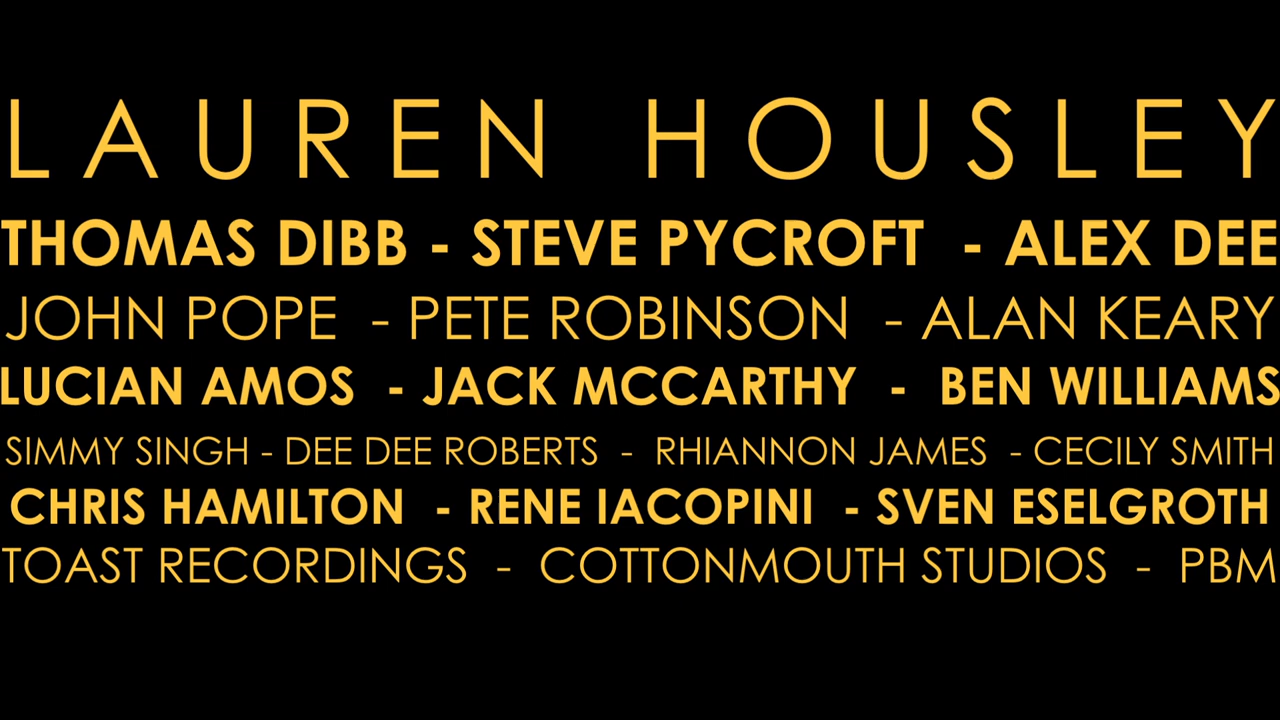 LAUREN HOUSLEY
THOMAS DIBB - STEVE PYCROFT - ALEX DEE
JOHN POPE - PETE ROBINSON - ALAN KEARY
LUCIAN AMOS - JACK MCCARTHY - BEN WILLIAMS
SIMMY SINGH - DEE DEE ROBERTS - RHIANNON JAMES - CECILY SMITH
CHRIS HAMILTON - RENE IACOPINI - SVEN ESELGROTH
TOAST RECORDINGS - COTTONMOUTH STUDIOS - PBM